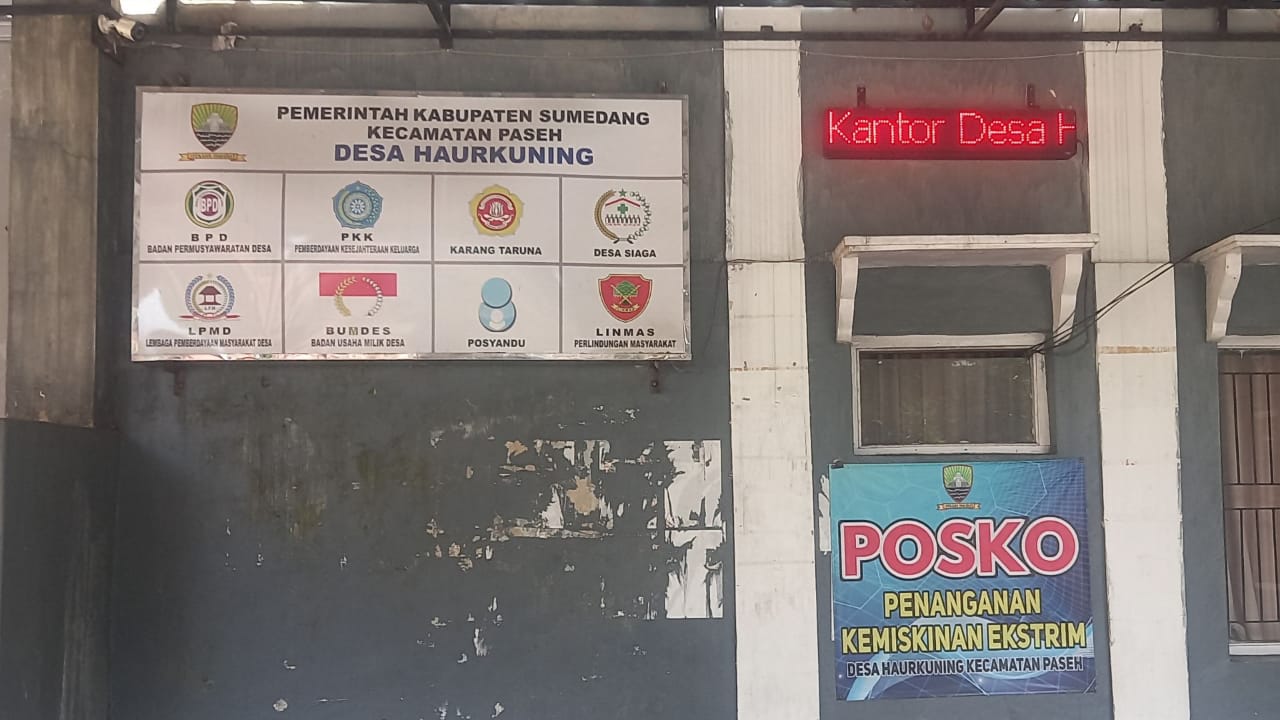 PEMERINTAH KABUPATEN SUMEDANG
KECAMATAN PASEH
DESA HAURKUNING
BPD
BPD
BADAN PERMUSYAWARATAN DESA
PKK
PEMBERDAYAAN KESEJAHTERAAN KELUARGA
KARANG TARUNA
DESA SIAGA
LPMD
LEMBAGA PEMBERDAYAAN MASYARAKAT DESA
BUMDES
BADAN USAHA MILIK DESA
POSYANDU
LINMAS
PERLINDUNGAN MASYARAKAT
Kantor Desa H
POSKO
PENANGANAN
KEMISKINAN EKSTRIM
DESA HAURKUNING KECAMATAN PASEH